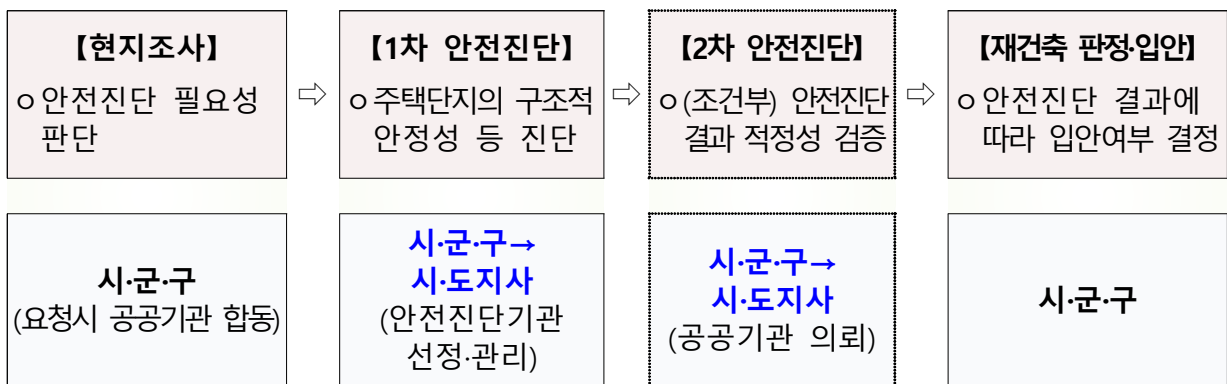 【현지조사】
ㅇ안전진단 필요성
판단
⇨
【1차 안전진단】
ㅇ주택단지의 구조적
안정성 등 진단
⇨
【2차 안전진단】
ㅇ(조건부) 안전진단
결과 적정성 검증
⇨
【재건축 판정·입안】
ㅇ안전진단 결과에
따라 입안여부 결정
시·군·구
(요청시 공공기관 합동)
시·군·구→
시·도지사
(안전진단기관
선정·관리)
시·군·구→
시·도지사
(공공기관 의뢰)
시·군·구